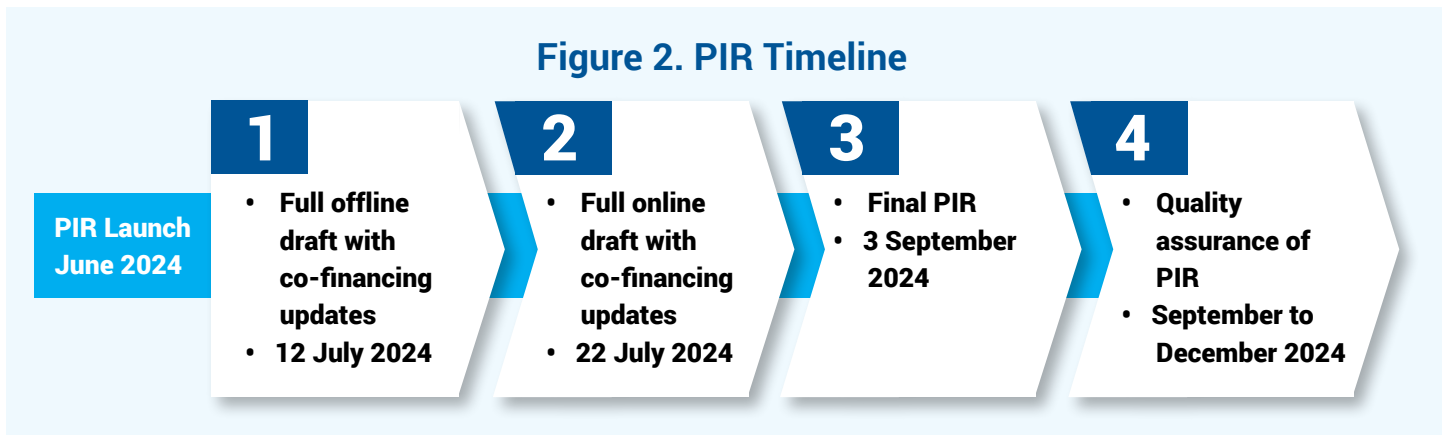 Figure 2. PIR Timeline
PIR Launch
June 2024
1
• Full offline
draft with
co-financing
updates
• 12 July 2024
2
• Full online
draft with
co-financing
updates
• 22 July 2024
3
• Final PIR
• 3 September
2024
4
• Quality
assurance of
PIR
• September to
December 2024